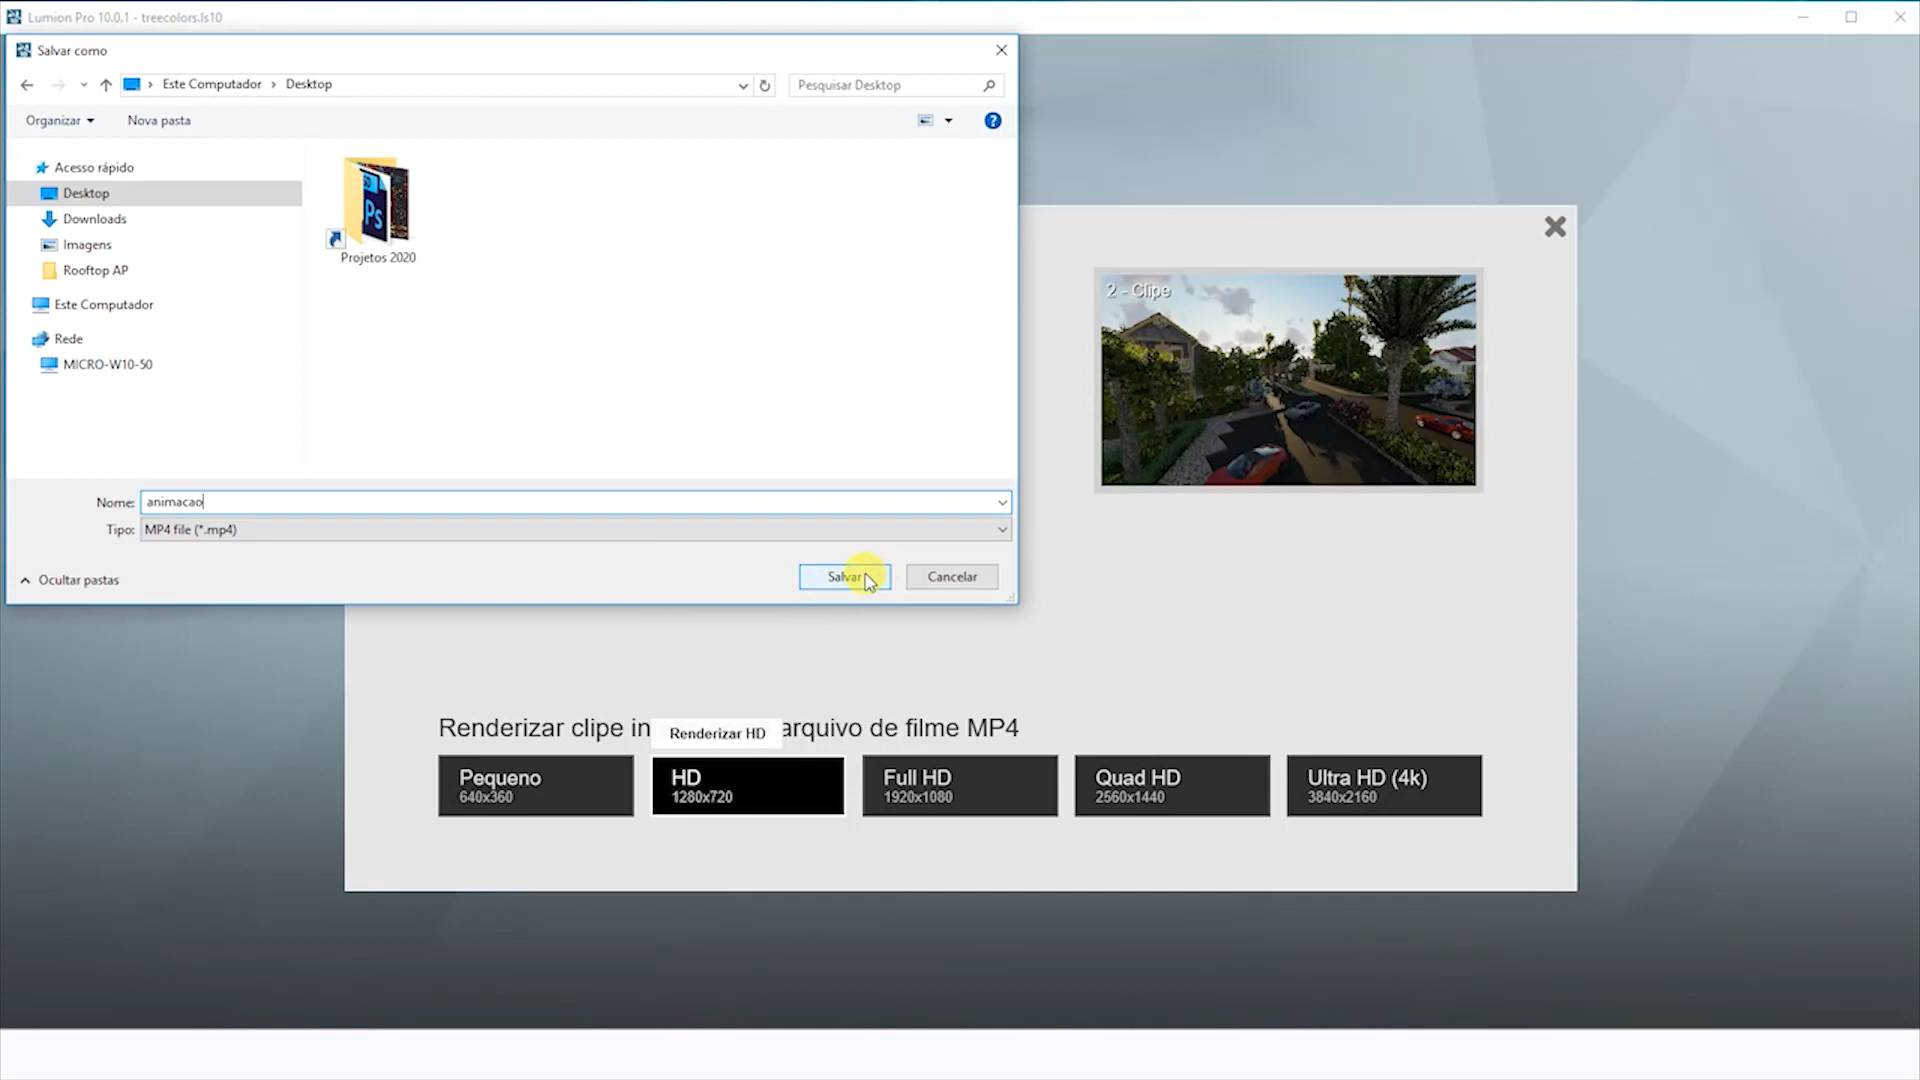 Lumion Pro 10.0.1 - treecolors.ls10
Salvar como
Este Computador > Desktop
Pesquisar Desktop
Organizar
Nova pasta
Acesso rápido
Desktop
Downloads
Imagens
Rooftop AP
Este Computador
Rede
MICRO-W10-50
Ps
Projetos 2020
Nome: animacao
Tipo: MP4 file (*.mp4)
Ocultar pastas
Salvar
Cancelar
2 - Clipe
Renderizar clipe in arquivo de filme MP4
Renderizar HD
Pequeno
640x360
HD
1280x720
Full HD
1920x1080
Quad HD
2560x1440
Ultra HD (4k)
3840x2160